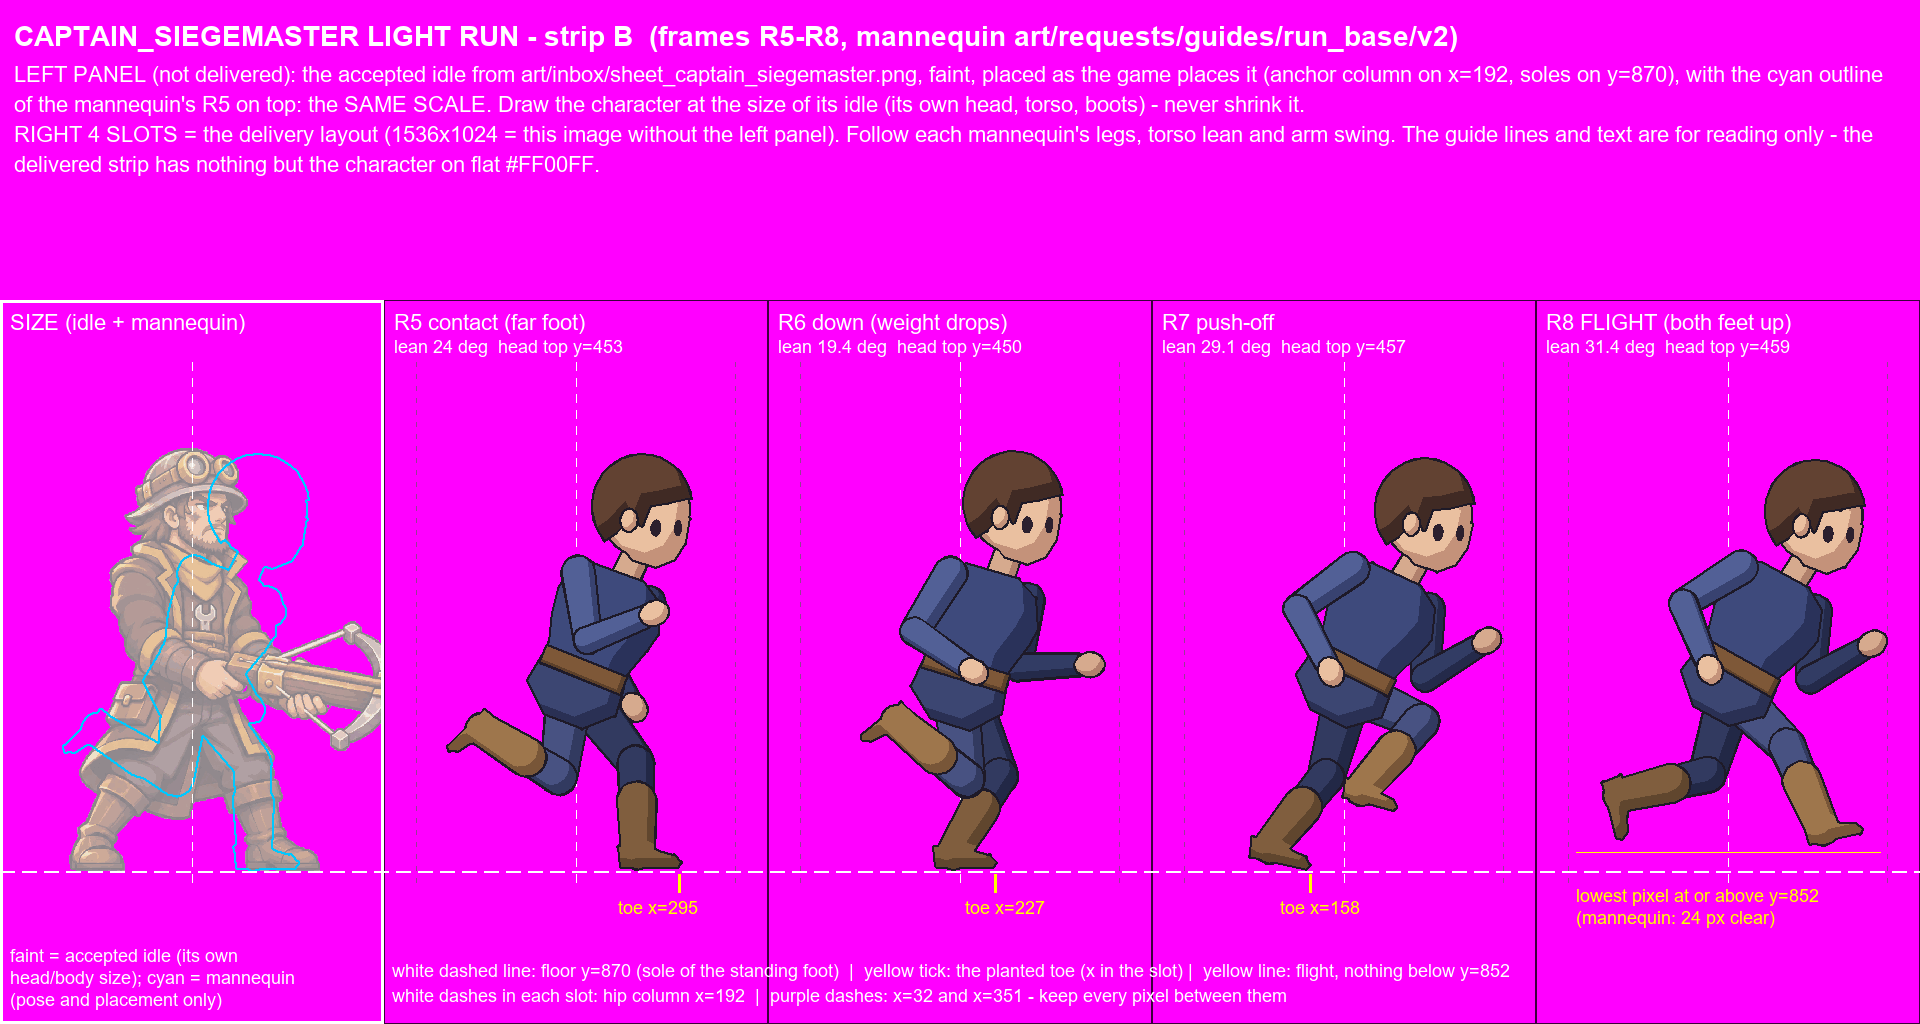 CAPTAIN_SIEGEMASTER LIGHT RUN - strip B  (frames R5-R8, mannequin art/requests/guides/run_base/v2)
LEFT PANEL (not delivered): the accepted idle from art/inbox/sheet_captain_siegemaster.png, faint, placed as the game places it (anchor column on x=192, soles on y=870), with the cyan outline
of the mannequin's R5 on top: the SAME SCALE. Draw the character at the size of its idle (its own head, torso, boots) - never shrink it.
RIGHT 4 SLOTS = the delivery layout (1536x1024 = this image without the left panel). Follow each mannequin's legs, torso lean and arm swing. The guide lines and text are for reading only - the
delivered strip has nothing but the character on flat #FF00FF.
SIZE (idle + mannequin)
R5 contact (far foot)
lean 24 deg  head top y=453
R6 down (weight drops)
lean 19.4 deg  head top y=450
R7 push-off
lean 29.1 deg  head top y=457
R8 FLIGHT (both feet up)
lean 31.4 deg  head top y=459
toe x=295
toe x=227
toe x=158
lowest pixel at or above y=852
(mannequin: 24 px clear)
faint = accepted idle (its own
head/body size); cyan = mannequin
(pose and placement only)
white dashed line: floor y=870 (sole of the standing foot)  |  yellow tick: the planted toe (x in the slot) |  yellow line: flight, nothing below y=852
white dashes in each slot: hip column x=192  |  purple dashes: x=32 and x=351 - keep every pixel between them